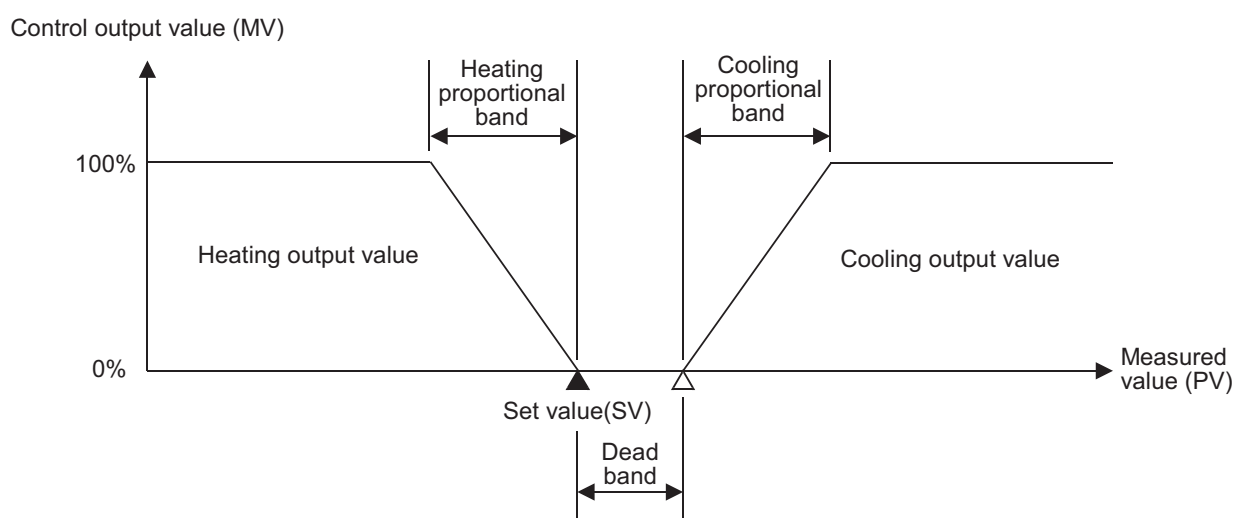 Control output value (MV)
Heating
proportional
band
Cooling
proportional
band
100%
Heating output value
Cooling output value
0%
Measured
value (PV)
Set value(SV)
Dead
band